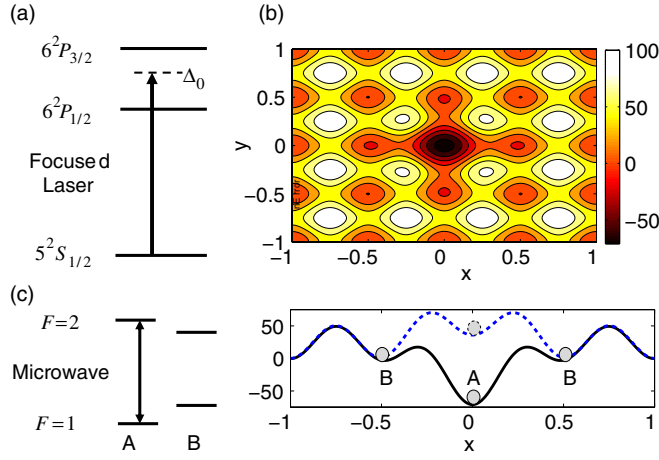 (a)
6²P₃/₂
Δ₀
6²P₁/₂
Focused
Laser
5²S₁/₂
(b)
1
0.5
0
−0.5
−1
y
−1
−0.5
0
0.5
1
x
100
50
0
−50
(c)
F=2
Microwave
F=1
A
B
50
0
−50
B
A
B
−1
−0.5
0
0.5
1
x